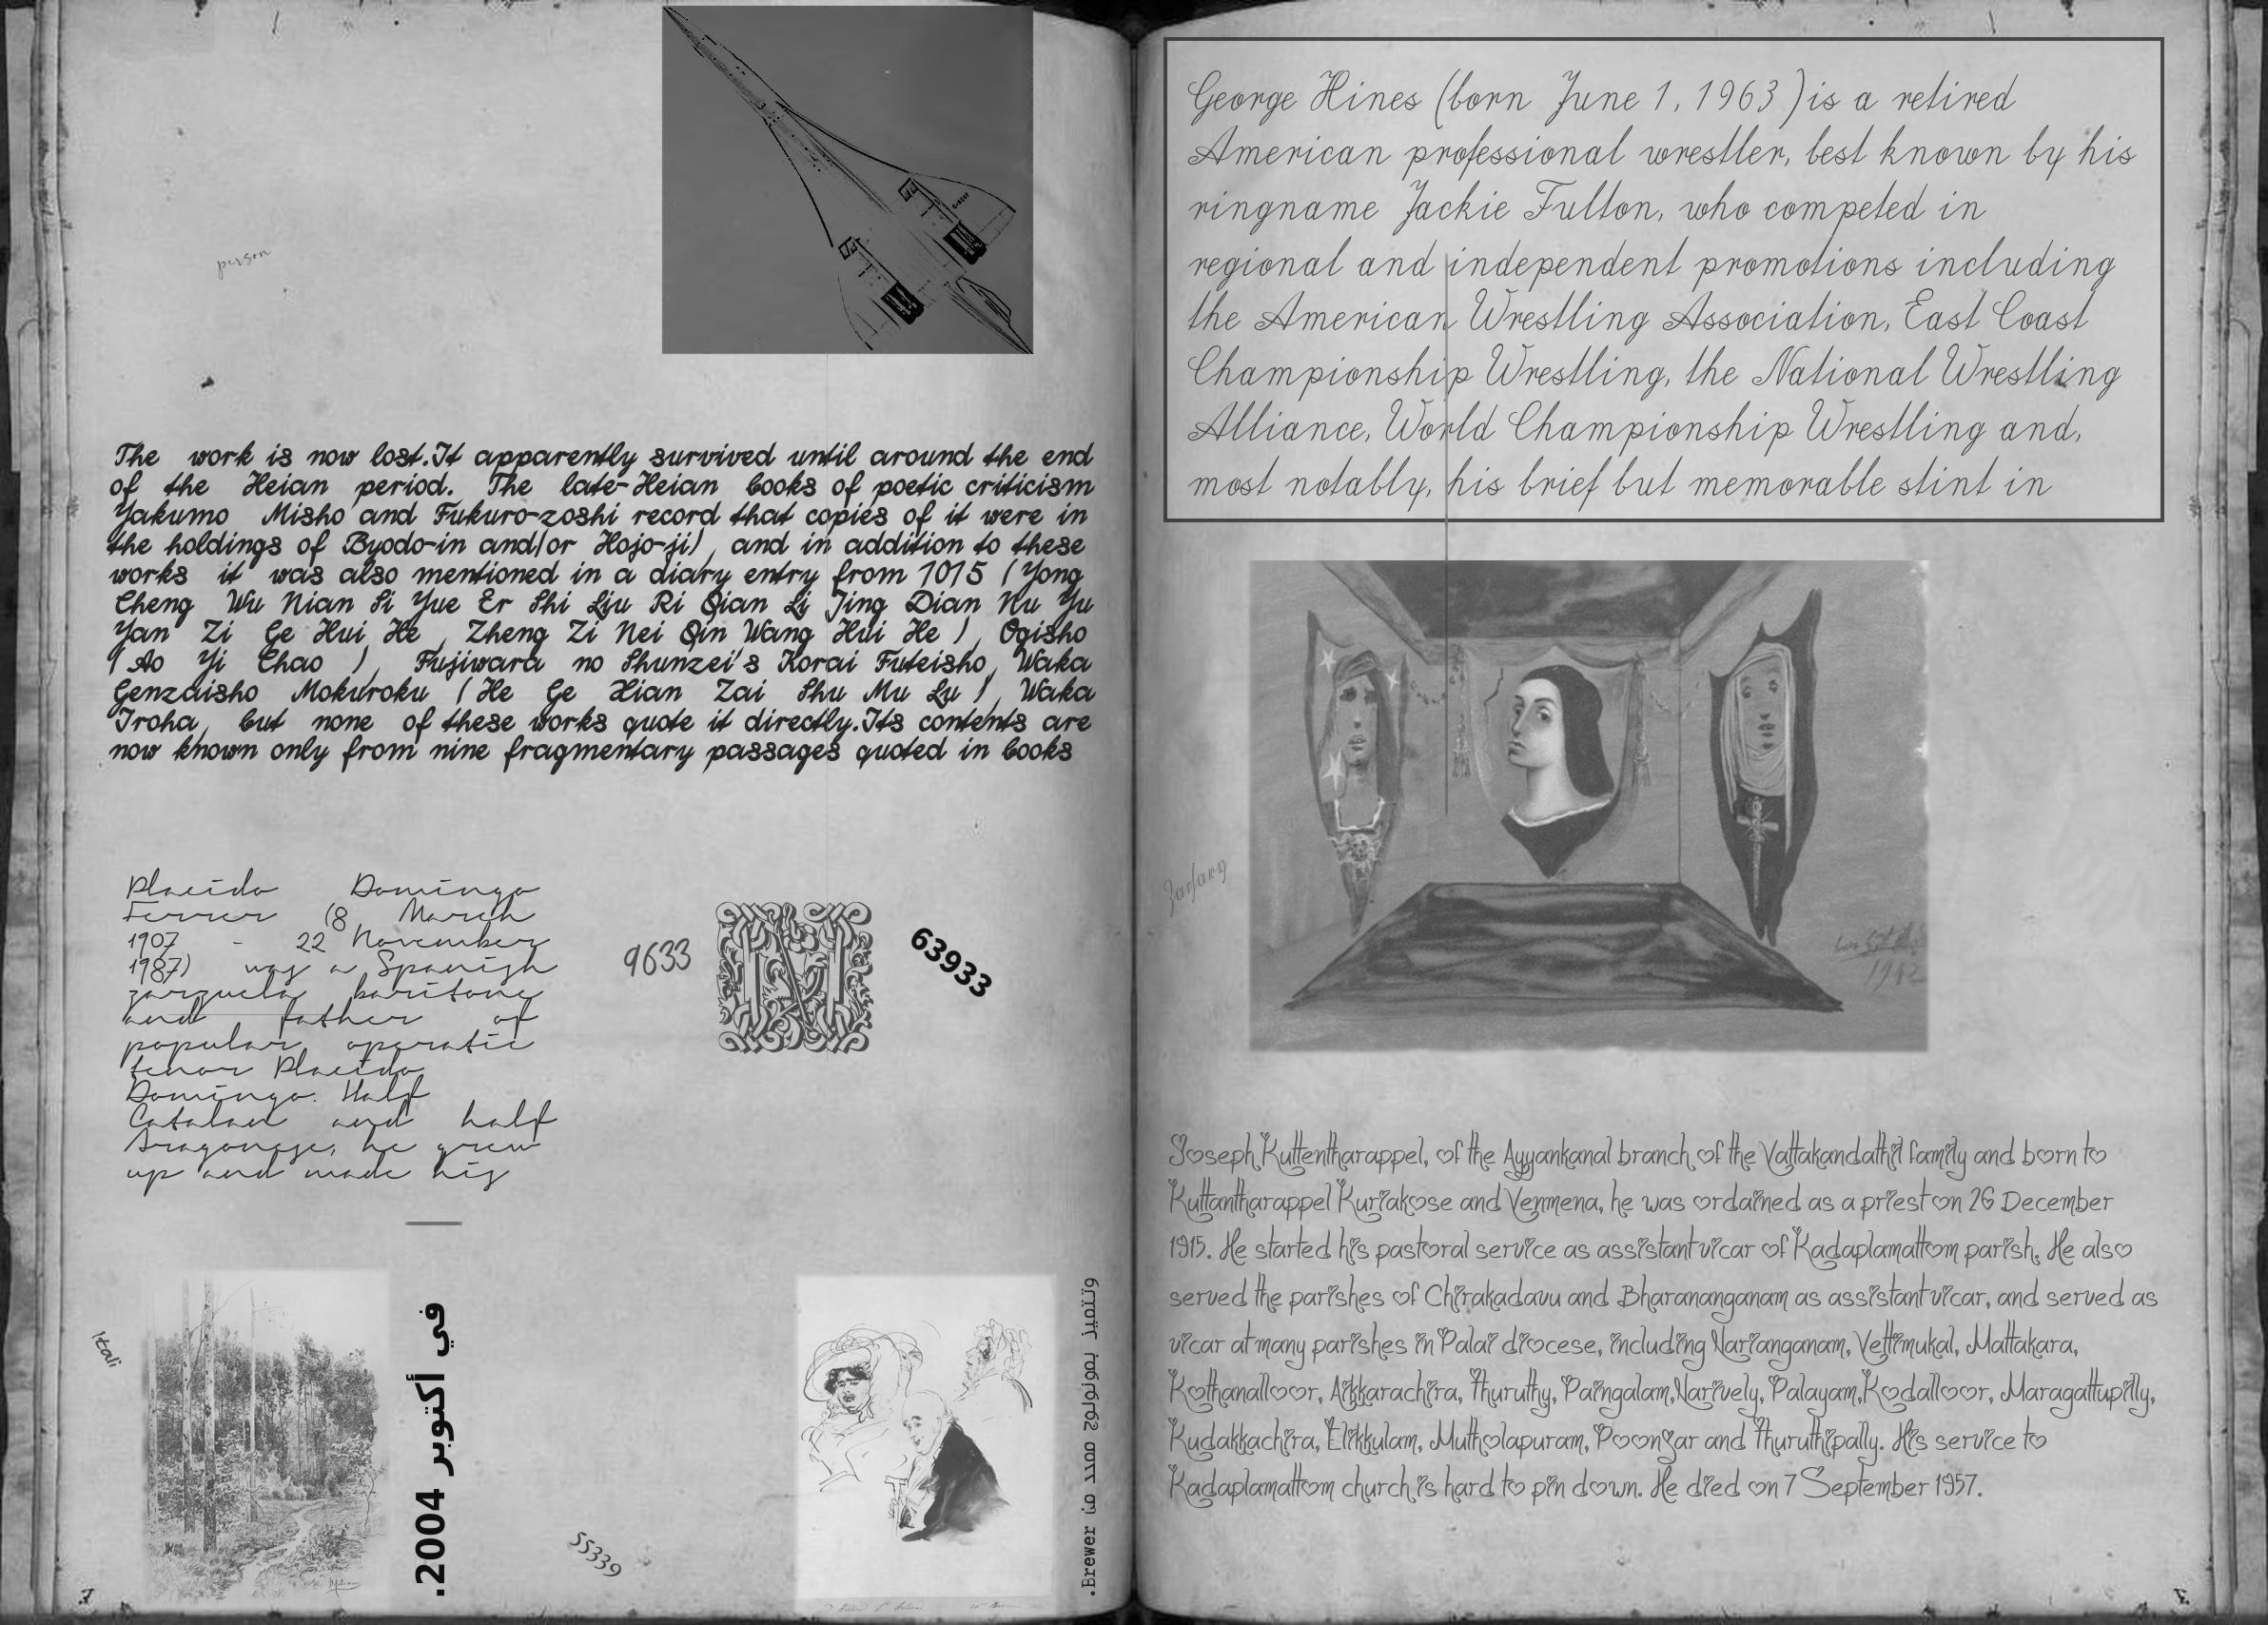 person
The work is now lost.It apparently survived until around the end
of the Heian period. The late-Heian books of poetic criticism
Yakumo Misho and Fukuro-zoshi record that copies of it were in
the holdings of Byodo-in and/or Hojo-ji), and in addition to these
works it was also mentioned in a diary entry from 1015 (Yong
Cheng Wu Nian Si Yue Er Shi Liu Ri Qian Li Jing Dian Nu Yu
Yan Zi Ge Hui He , Zheng Zi Nei Qin Wang Hui He ), Ogisho
(Ao Yi Chao ), Fujiwara no Shunzei's Korai Futeisho, Waka
Genzaisho Mokuroku (He Ge Xian Zai Shu Mu Lu ), Waka
Iroha, but none of these works quote it directly.Its contents are
now known only from nine fragmentary passages quoted in books
Placido Domingo
Ferrer (8 March
1907 - 22 November
1987) was a Spanish
zarzuela baritone
and father of
popular operatic
tenor Placido
Domingo. Half
Catalan and half
Aragonese, he grew
up and made his
9633
63933
Itali
في أكتوبر 2004.
55339
وتتميز بمونولوج ممتد من Brewer.
George Hines (born June 1, 1963 )is a retired
American professional wrestler, best known by his
ringname Jackie Fulton, who competed in
regional and independent promotions including
the American Wrestling Association, East Coast
Championship Wrestling, the National Wrestling
Alliance, World Championship Wrestling and,
most notably, his brief but memorable stint in
1942
Joseph Kuttentharappel, of the Ayyankanal branch of the Vattakandathil family and born to
Kuttantharappel Kuriakose and Venmena, he was ordained as a priest on 26 December
1915. He started his pastoral service as assistant vicar of Kadaplamattom parish. He also
served the parishes of Chirakadavu and Bharananganam as assistant vicar, and served as
vicar at many parishes in Palai diocese, including Narianganam, Vettimukal, Mattakara,
Kothanalloor, Aikkarachira, Thuruthy, Paingalam,Narively, Palayam,Kodalloor, Maragattupilly,
Kudakkachira, Elikkulam, Mutholapuram, Poonjar and Thuruthipally. His service to
Kadaplamattom church is hard to pin down. He died on 7 September 1957.